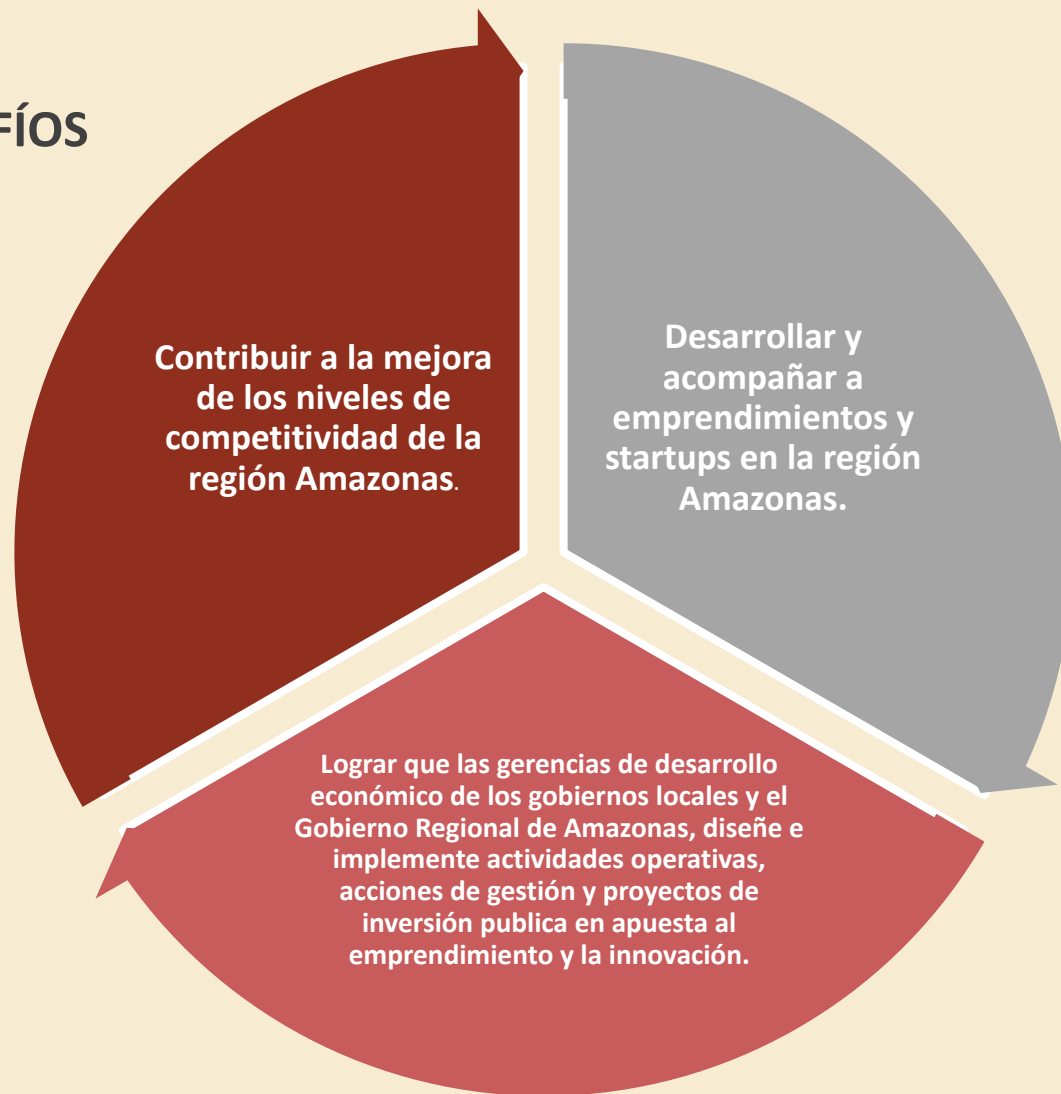 FÍOS
Contribuir a la mejora
de los niveles de
competitividad de la
región Amazonas.
Desarrollar y
acompañar a
emprendimientos y
startups en la región
Amazonas.
Lograr que las gerencias de desarrollo
económico de los gobiernos locales y el
Gobierno Regional de Amazonas, diseñe e
implemente actividades operativas,
acciones de gestión y proyectos de
inversión publica en apuesta al
emprendimiento y la innovación.